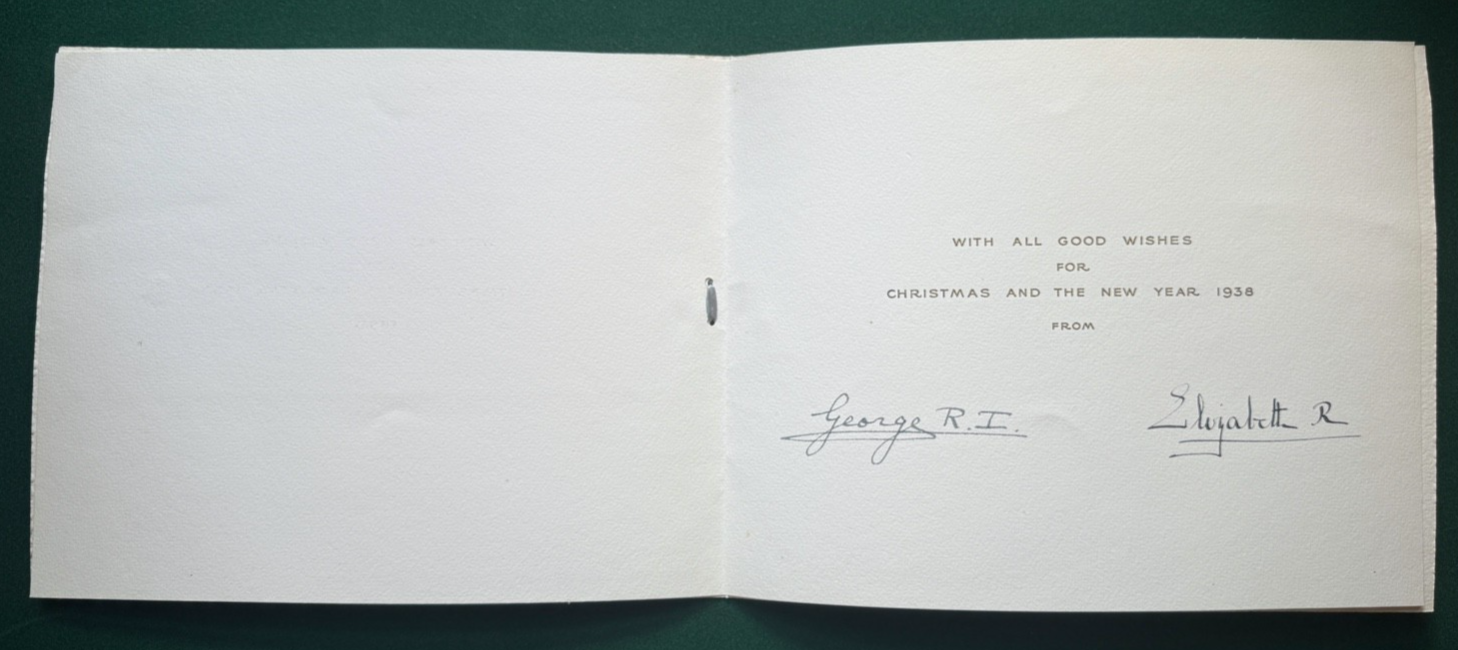 WITH ALL GOOD WISHES
FOR
CHRISTMAS AND THE NEW YEAR 1938
FROM
George R.I. Elizabeth R